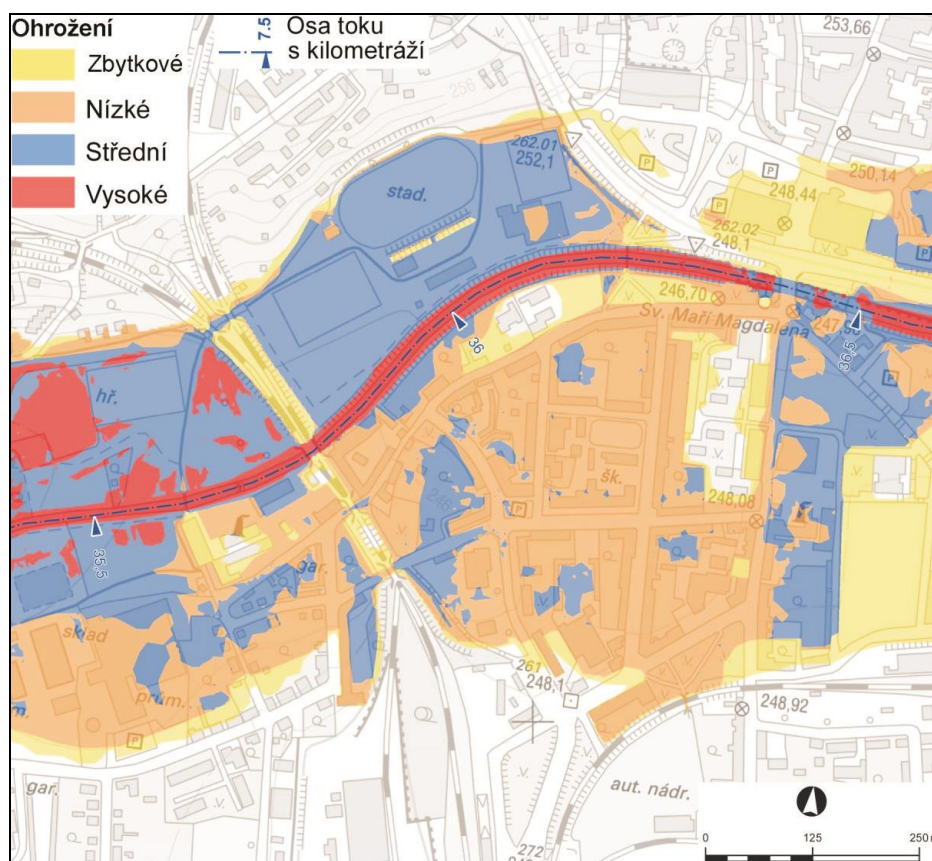 Ohrožení
Zbytkové
Nízké
Střední
Vysoké
7.5
Osa toku
s kilometráží
253,66
256
262.01
252,1
stad.
P
P
P
248,44
250,14
262.02
248,1
P
246,70
Sv. Maří Magdalena
36
36,5
P
hř.
šk.
248,08
P
35,5
gar.
sklad
prům.
m.
P
261
248,1
248,92
gar.
aut. nádr.
272
0 125 250